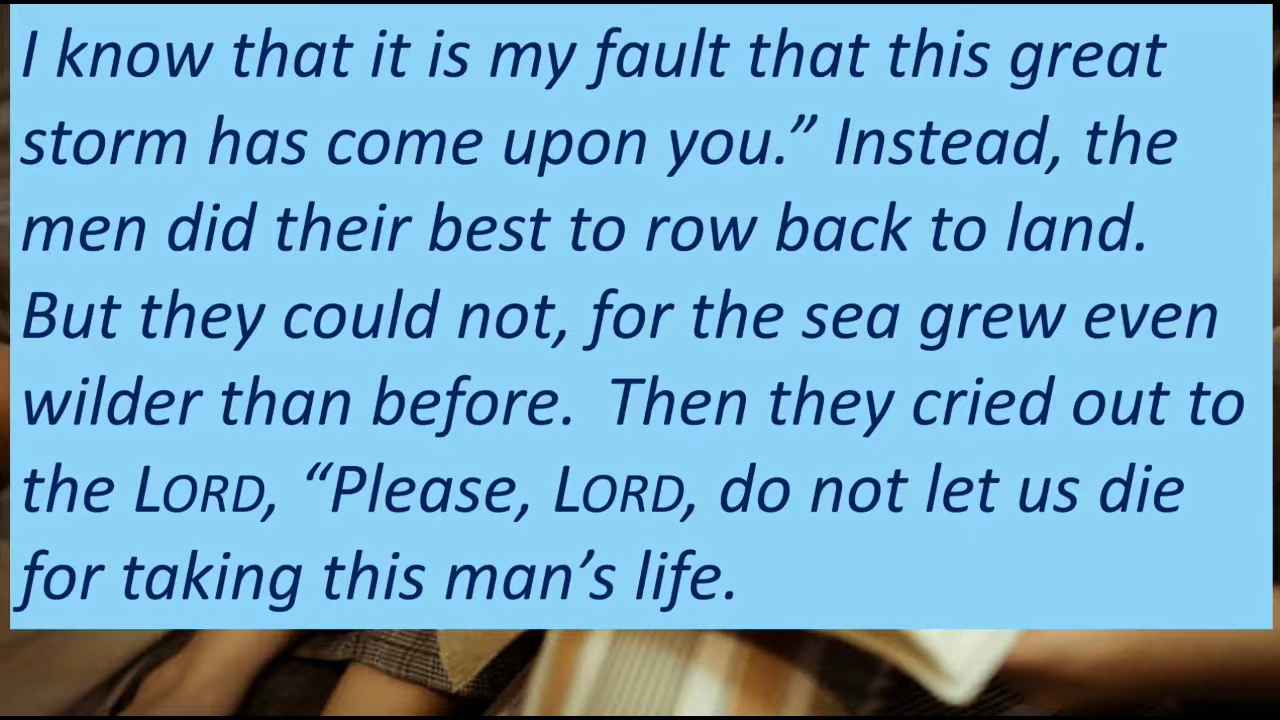 I know that it is my fault that this great
storm has come upon you.” Instead, the
men did their best to row back to land.
But they could not, for the sea grew even
wilder than before.  Then they cried out to
the LORD, “Please, LORD, do not let us die
for taking this man’s life.